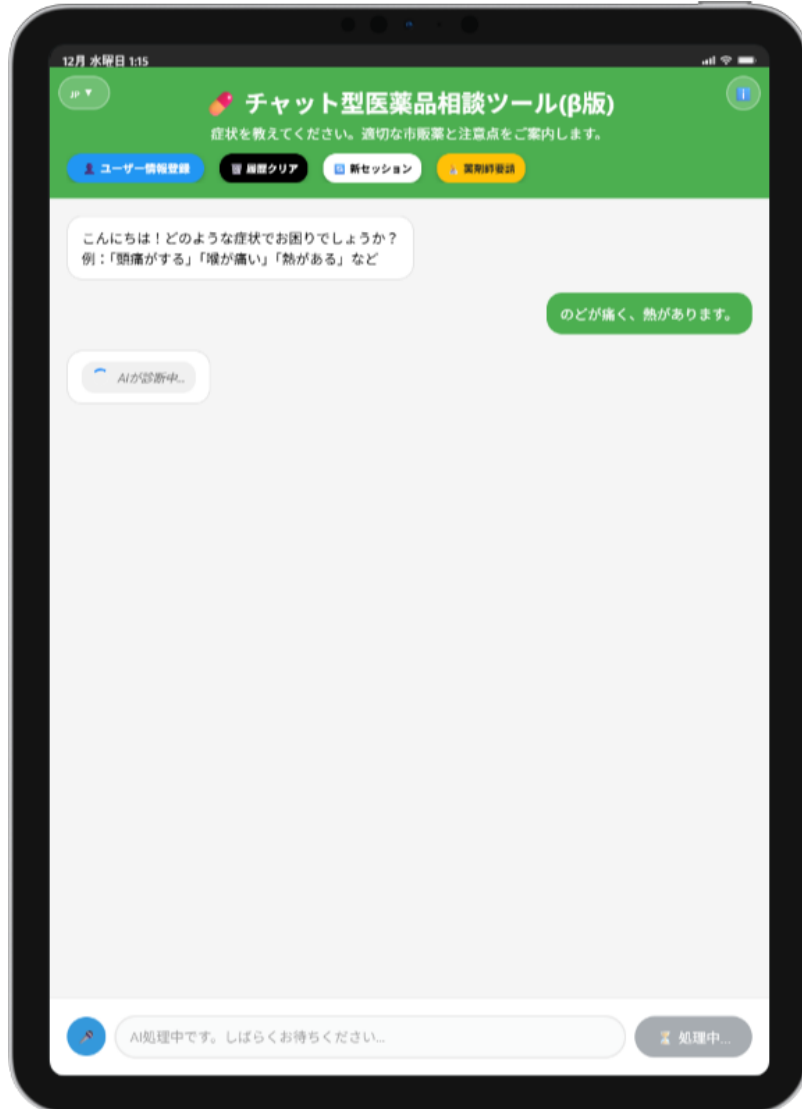 12月 水曜日 1:15
JP ▼
チャット型医薬品相談ツール(β版)
症状を教えてください。適切な市販薬と注意点をご案内します。
ユーザー情報登録
履歴クリア
新セッション
薬剤師要請
こんにちは！どのような症状でお困りでしょうか？
例：「頭痛がする」「喉が痛い」「熱がある」など
のどが痛く、熱があります。
AIが診断中...
AI処理中です。しばらくお待ちください...
処理中...